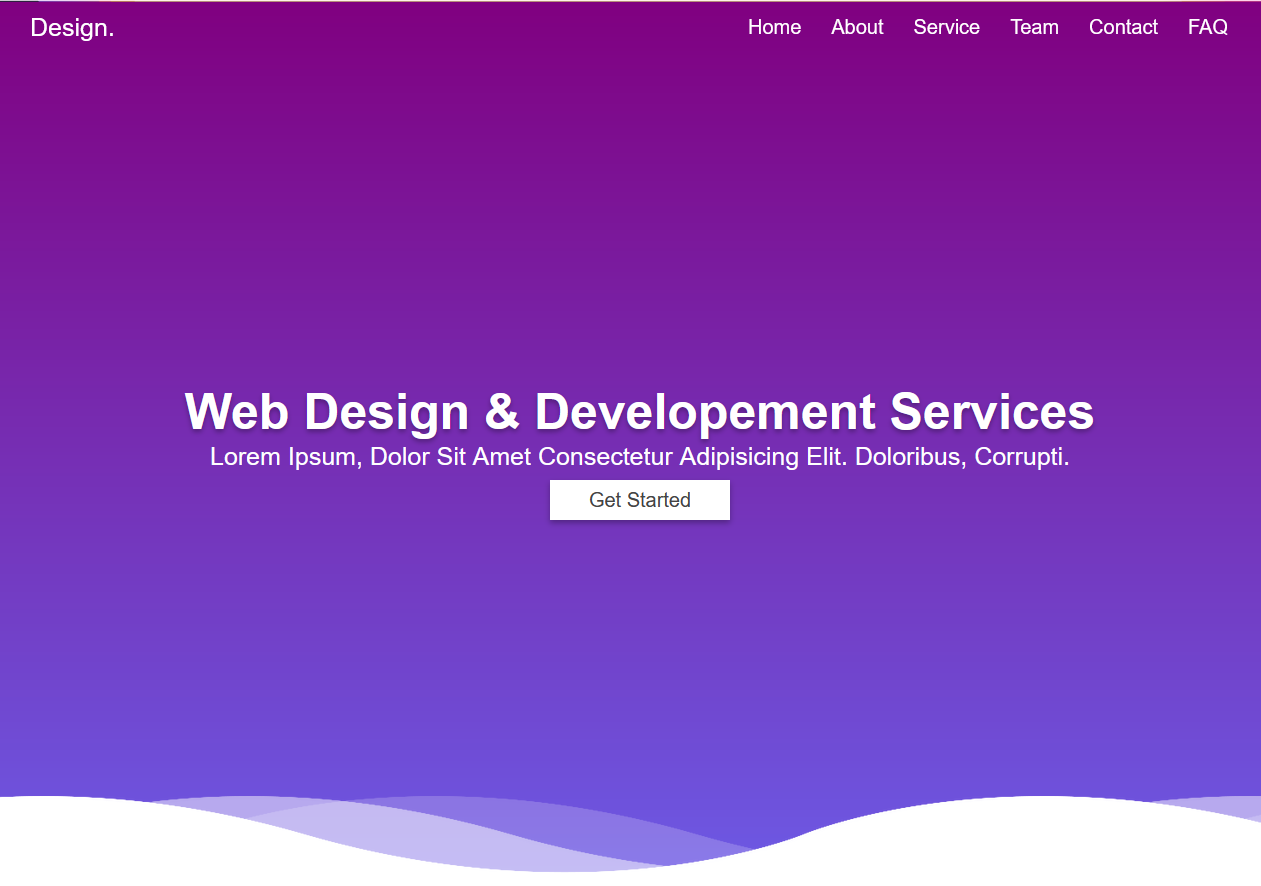 Design.
Home About Service Team Contact FAQ
Web Design & Developement Services
Lorem Ipsum, Dolor Sit Amet Consectetur Adipisicing Elit. Doloribus, Corrupti.
Get Started